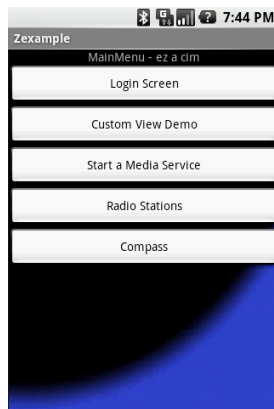 7:44 PM
Zexample
MainMenu - ez a cim
Login Screen
Custom View Demo
Start a Media Service
Radio Stations
Compass